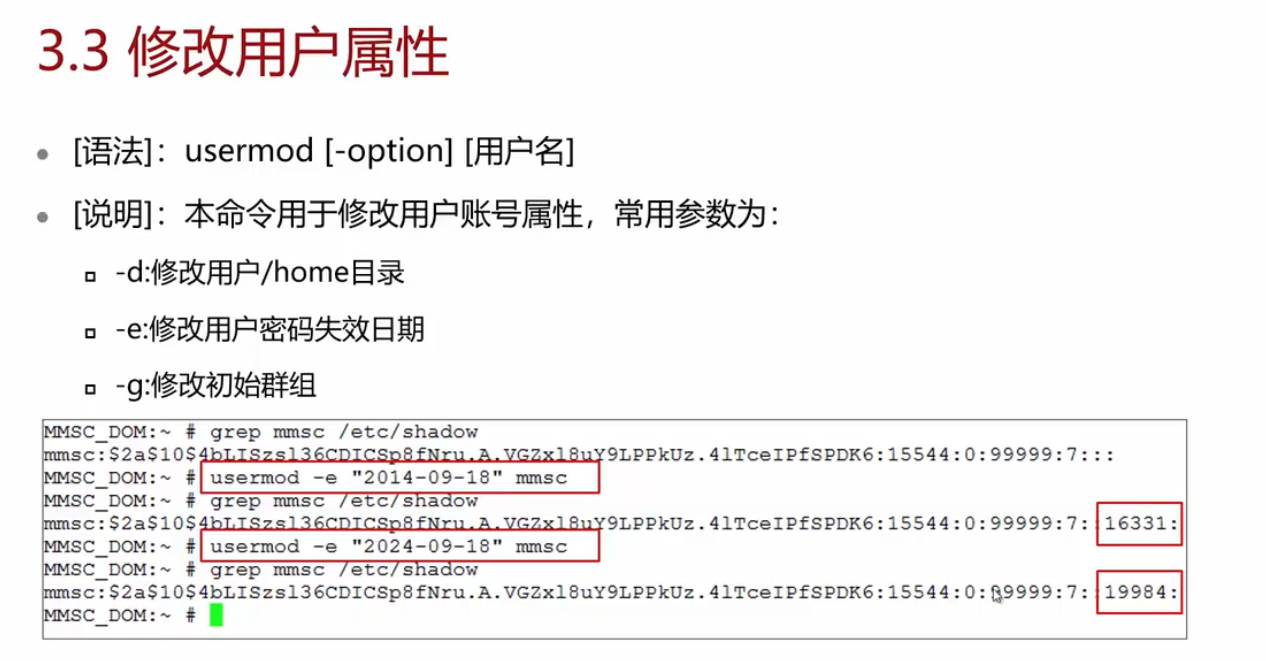 3.3 修改用户属性
[语法]：usermod [-option] [用户名]
[说明]：本命令用于修改用户账号属性，常用参数为：
-d:修改用户/home目录
-e:修改用户密码失效日期
-g:修改初始群组
MMSC_DOM:~ # grep mmsc /etc/shadow
mmsc:$2a$10$4bLISzsl36CDICSp8fNru.A.VGZxl8uY9LPPkUz.4lTceIPfSPDK6:15544:0:99999:7:::
MMSC_DOM:~ # usermod -e "2014-09-18" mmsc
MMSC_DOM:~ # grep mmsc /etc/shadow
mmsc:$2a$10$4bLISzsl36CDICSp8fNru.A.VGZxl8uY9LPPkUz.4lTceIPfSPDK6:15544:0:99999:7::16331:
MMSC_DOM:~ # usermod -e "2024-09-18" mmsc
MMSC_DOM:~ # grep mmsc /etc/shadow
mmsc:$2a$10$4bLISzsl36CDICSp8fNru.A.VGZxl8uY9LPPkUz.4lTceIPfSPDK6:15544:0:99999:7::19984:
MMSC_DOM:~ #